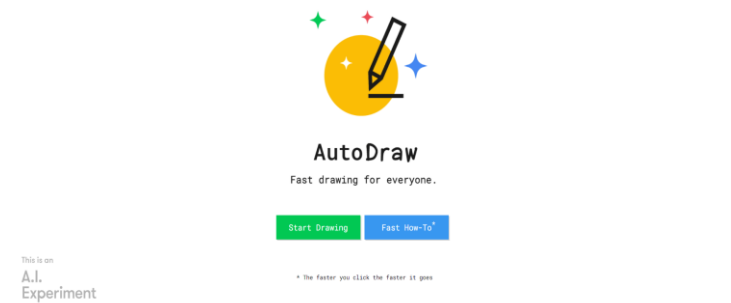 AutoDraw
Fast drawing for everyone.
Start Drawing
Fast How-To*
* The faster you click the faster it goes
This is an
A.I.
Experiment